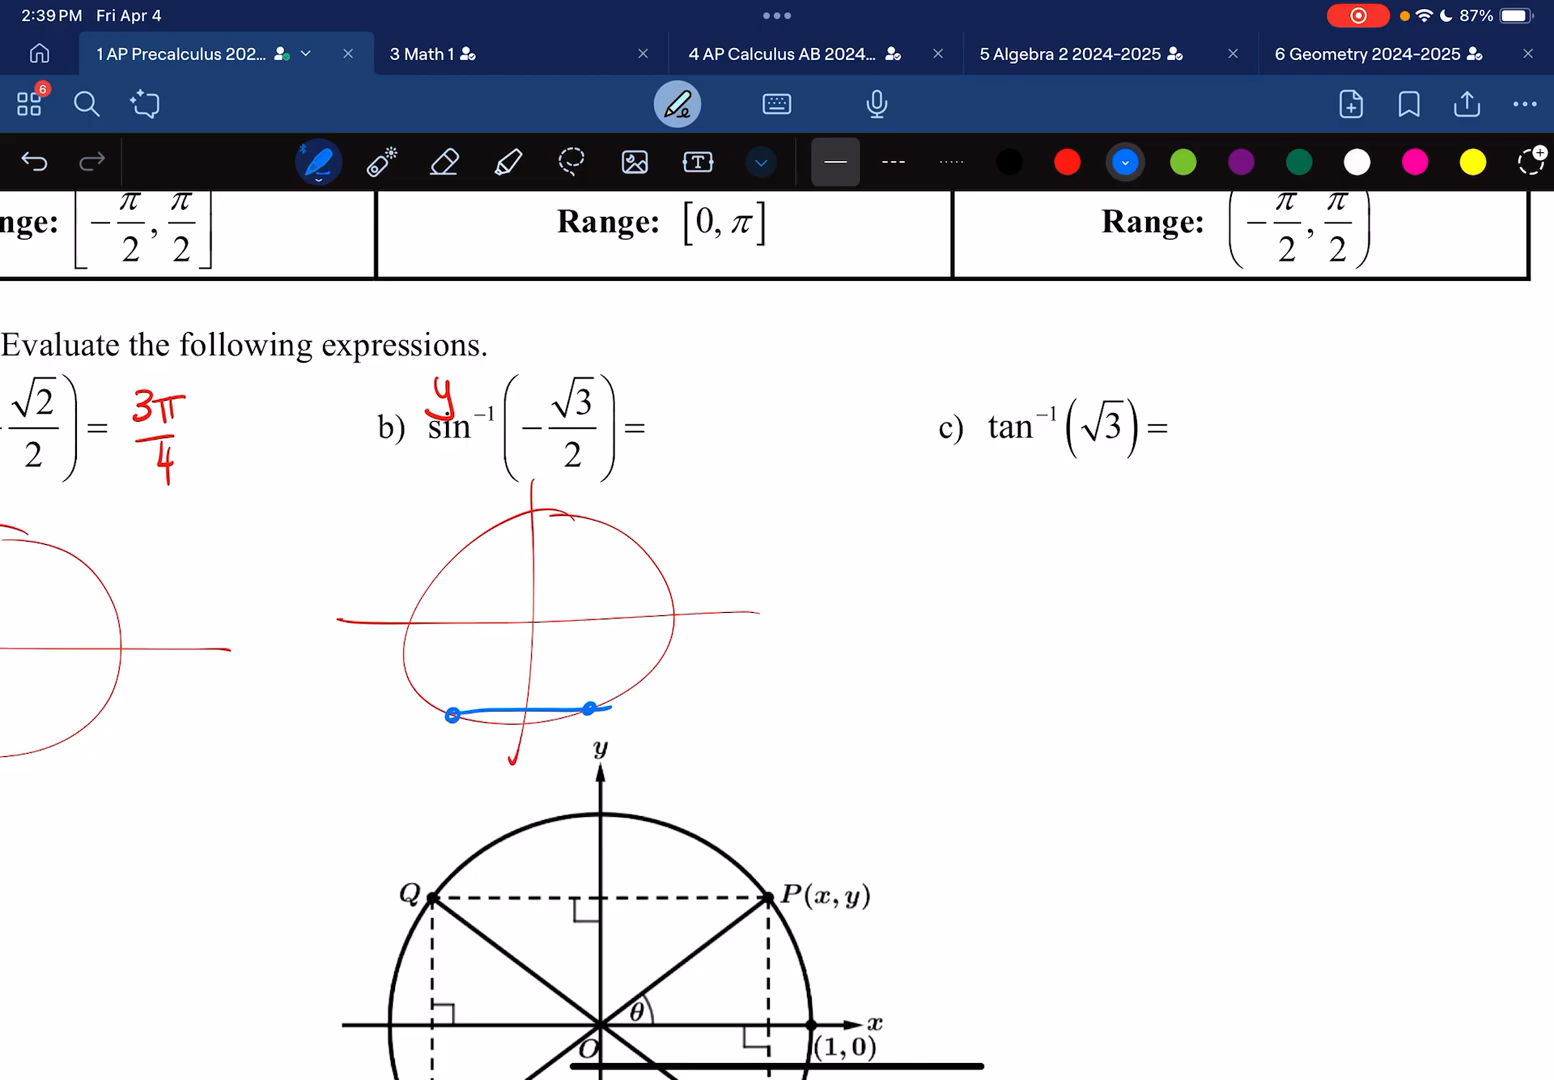 2:39 PM Fri Apr 4
87%
1 AP Precalculus 202...
3 Math 1
4 AP Calculus AB 2024...
5 Algebra 2 2024-2025
6 Geometry 2024-2025
6
T
nge: [-π/2, π/2]
Range: [0, π]
Range: (-π/2, π/2)
Evaluate the following expressions.
√2/2) = 3π/4
y
b) sin⁻¹(-√3/2) =
c) tan⁻¹(√3) =
y
Q
P(x, y)
θ
x
O
(1, 0)